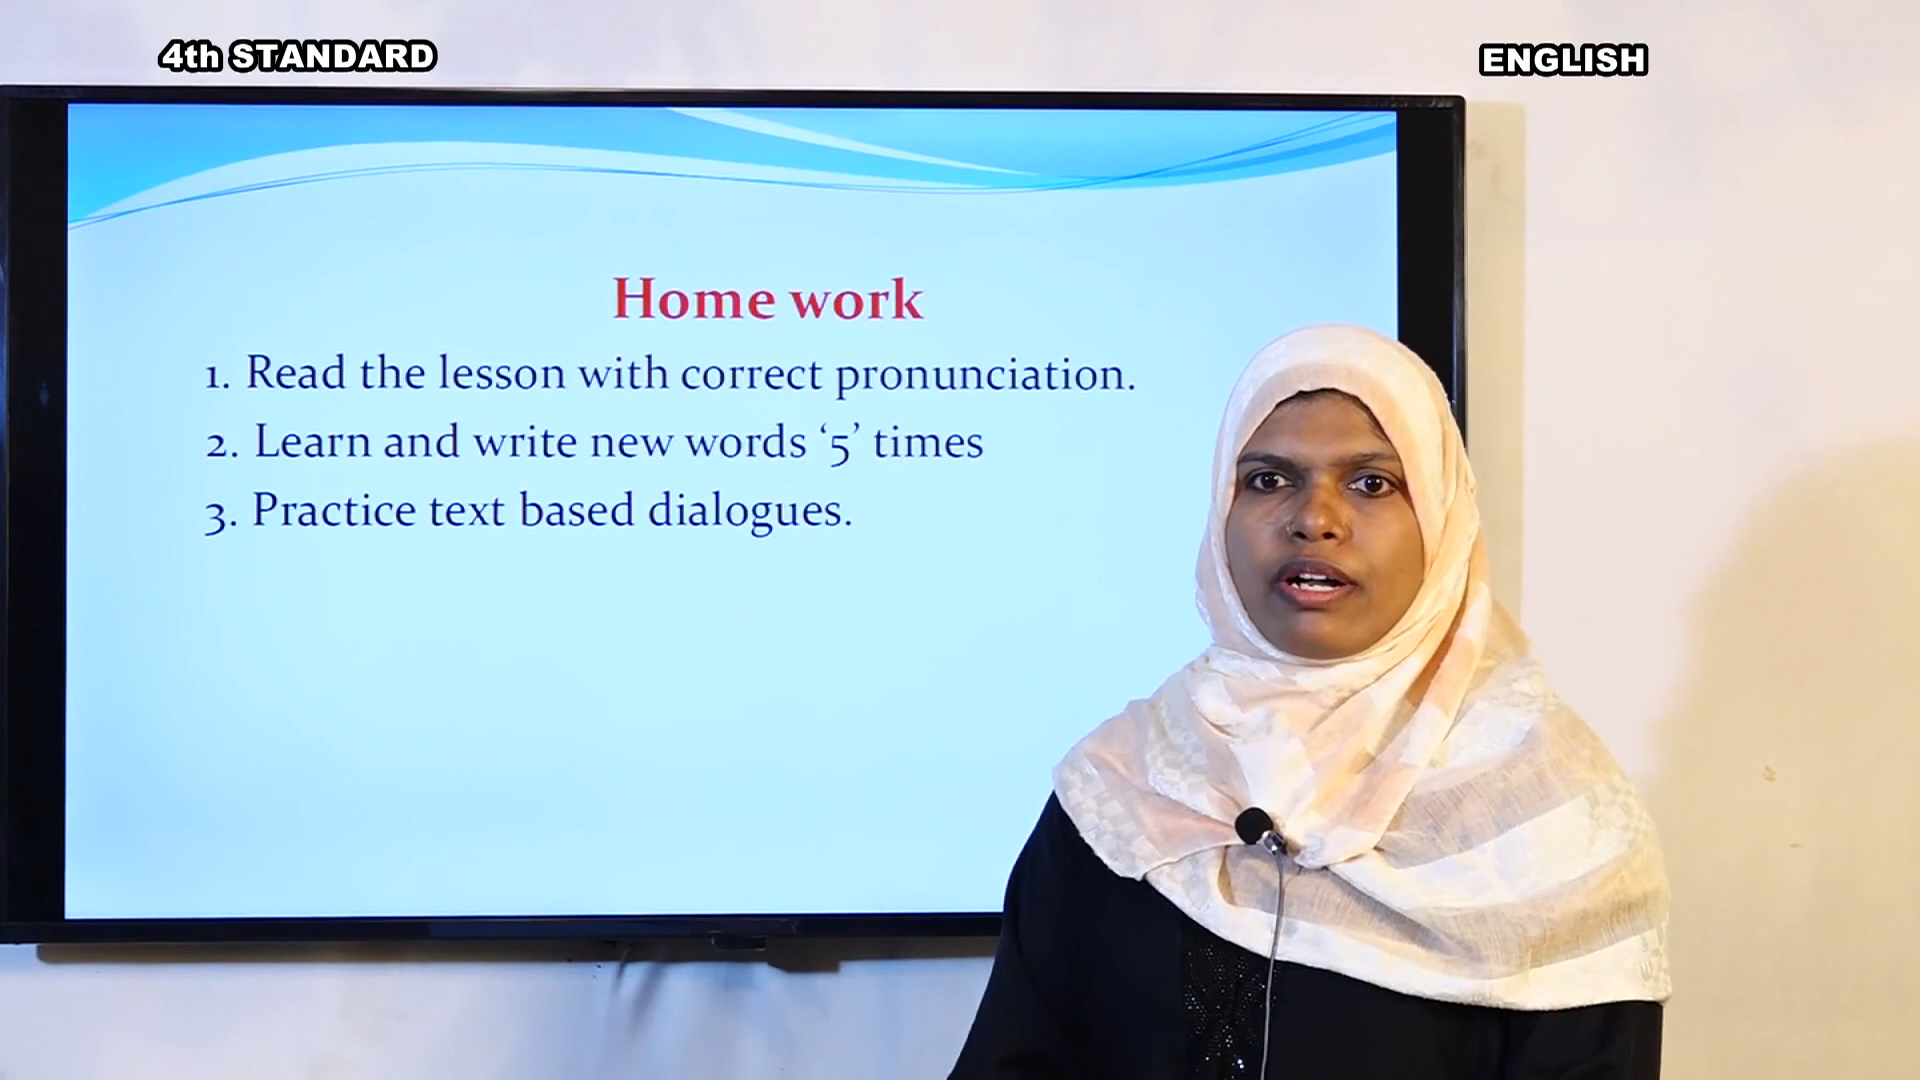 4th STANDARD
ENGLISH
Home work
1. Read the lesson with correct pronunciation.
2. Learn and write new words ‘5’ times
3. Practice text based dialogues.